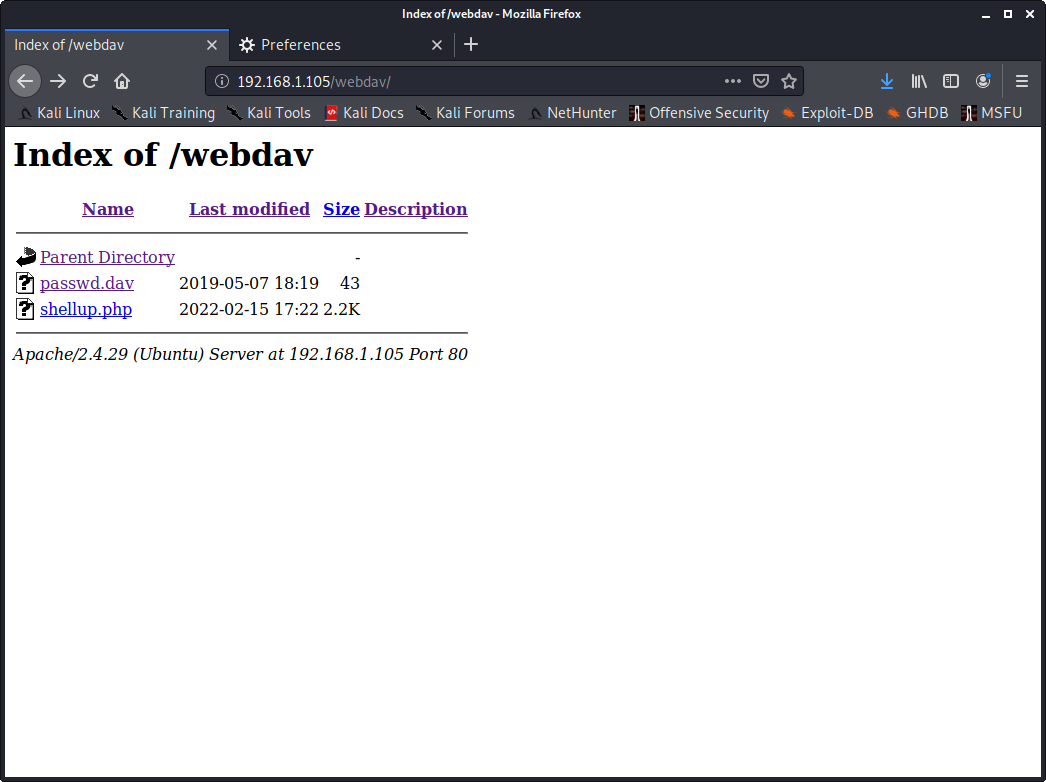 Index of /webdav - Mozilla Firefox
Index of /webdav Preferences
192.168.1.105/webdav/
Kali Linux Kali Training Kali Tools Kali Docs Kali Forums NetHunter Offensive Security Exploit-DB GHDB MSFU
Index of /webdav
Name Last modified Size Description
Parent Directory -
passwd.dav 2019-05-07 18:19 43
shellup.php 2022-02-15 17:22 2.2K
Apache/2.4.29 (Ubuntu) Server at 192.168.1.105 Port 80